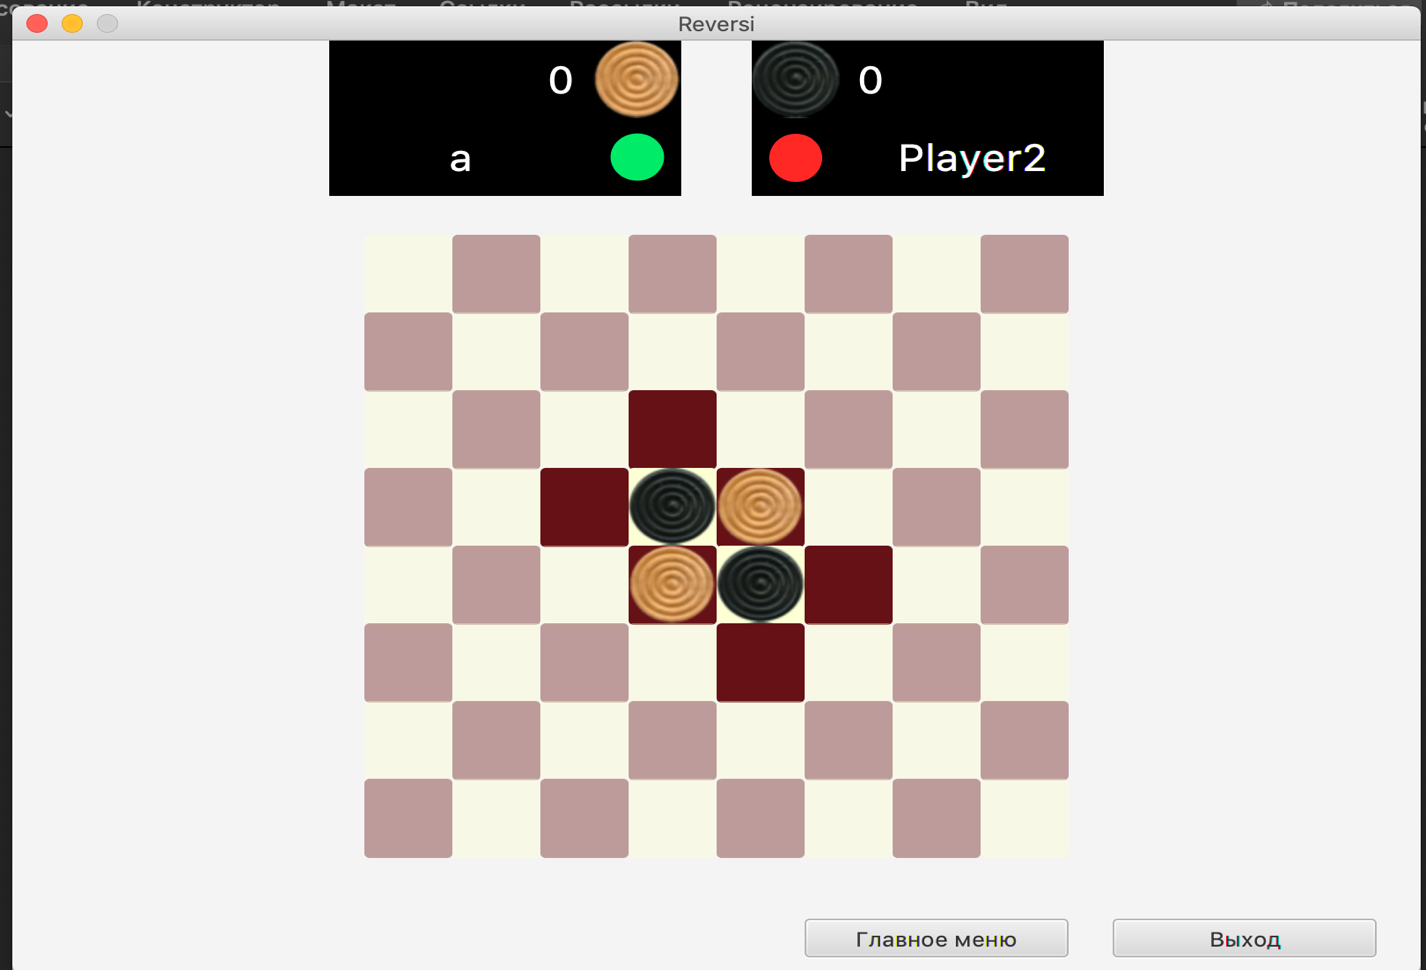 Reversi
0
0
a
Player2
Главное меню
Выход